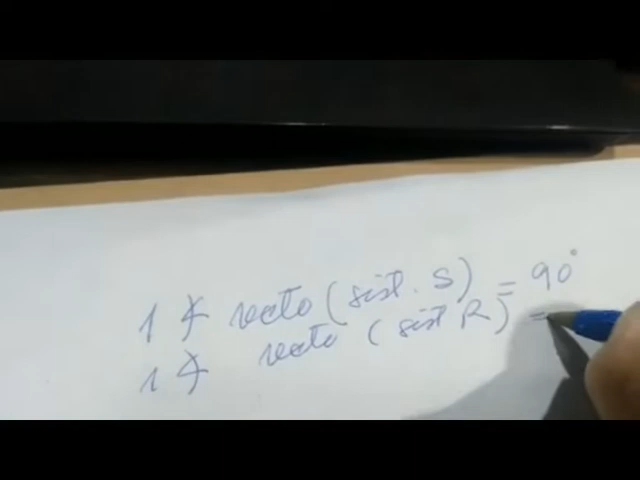 1 ∡ recto (sist. S) = 90°
1 ∡ recto (sist R) =